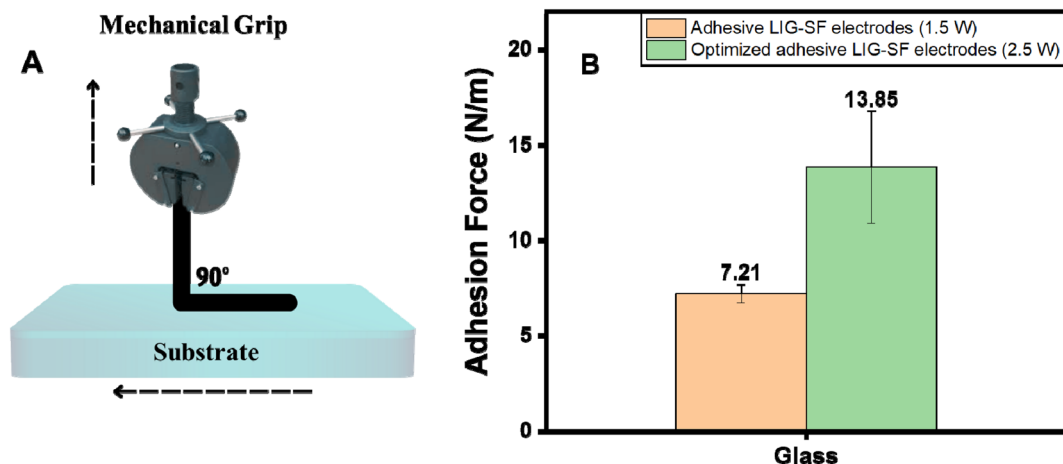 Mechanical Grip
A
90°
Substrate
B
Adhesive LIG-SF electrodes (1.5 W)
Optimized adhesive LIG-SF electrodes (2.5 W)
Adhesion Force (N/m)
20
15
10
5
0
7.21
13.85
Glass